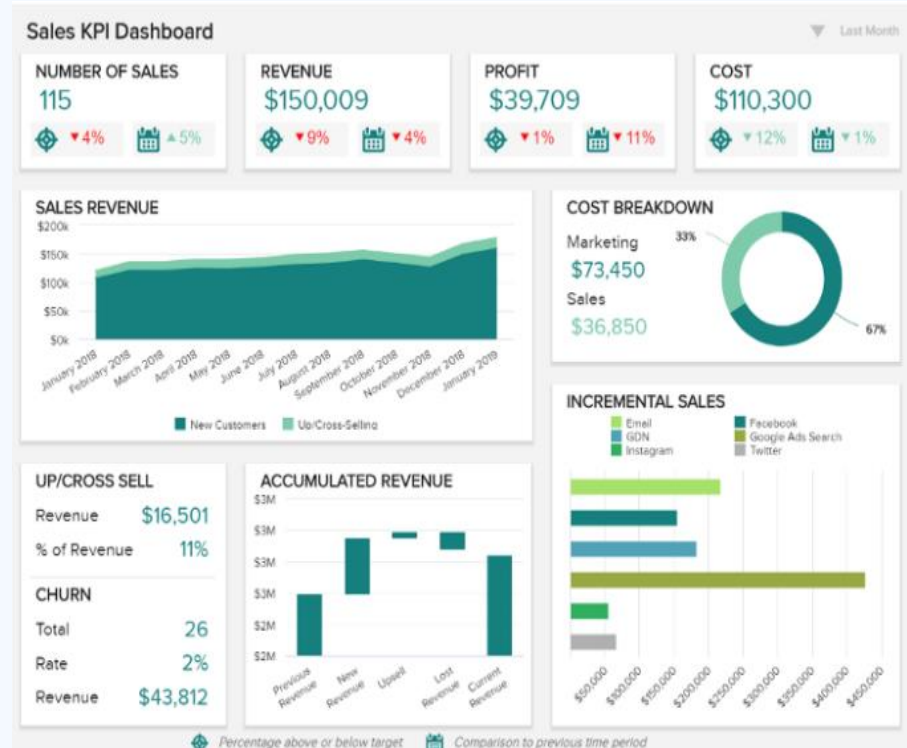 Sales KPI Dashboard
Last Month
NUMBER OF SALES
115
▼4% ▲5%
REVENUE
$150,009
▼9% ▼4%
PROFIT
$39,709
▼1% ▼11%
COST
$110,300
▼12% ▼1%
SALES REVENUE
$200k
$150k
$100k
$50k
$0k
January 2018
February 2018
March 2018
April 2018
May 2018
June 2018
July 2018
August 2018
September 2018
October 2018
November 2018
December 2018
January 2019
New Customers Up/Cross-Selling
COST BREAKDOWN
Marketing
$73,450
Sales
$36,850
33%
67%
INCREMENTAL SALES
Email Facebook
GDN Google Ads Search
Instagram Twitter
$50,000
$100,000
$150,000
$200,000
$250,000
$300,000
$350,000
$400,000
$450,000
UP/CROSS SELL
Revenue $16,501
% of Revenue 11%
CHURN
Total 26
Rate 2%
Revenue $43,812
ACCUMULATED REVENUE
$3M
$3M
$3M
$3M
$2M
$2M
Previous Revenue
New Revenue
Upsell
Lost Revenue
Current Revenue
Percentage above or below target Comparison to previous time period